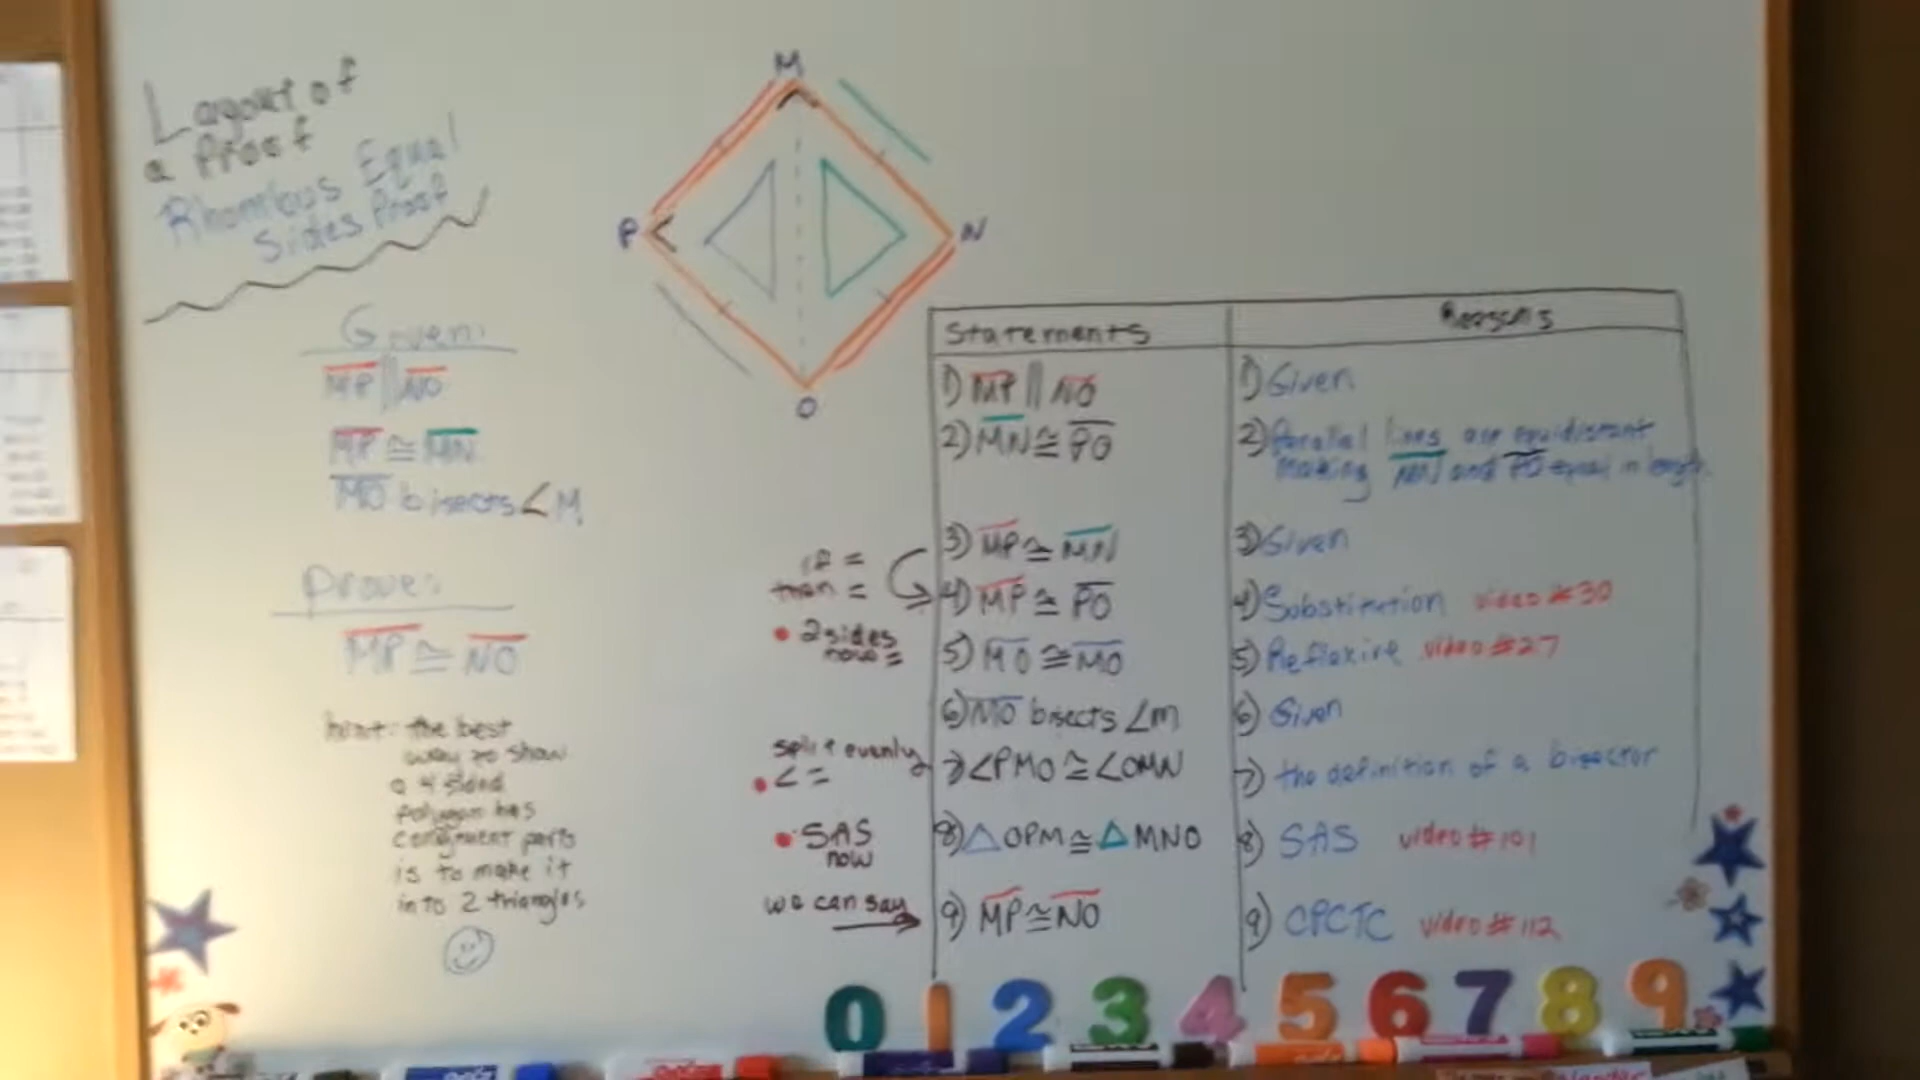 Layout of
a Proof
Rhombus Equal
Sides Proof
Given:
MP || NO
MP ≅ MN
MO bisects ∠M
Prove:
MP ≅ NO
hint: the best
way to show
a 4 sided
polygon has
congruent parts
is to make it
into 2 triangles
M
P
N
O
if =
than =
• 2 sides
now =
split evenly
• ∠ =
• SAS
now
we can say
Statements
1) MP || NO
2) MN ≅ PO
3) MP ≅ MN
4) MP ≅ PO
5) MO ≅ MO
6) MO bisects ∠M
7) ∠PMO ≅ ∠OMN
8) △OPM ≅ △MNO
9) MP ≅ NO
Reasons
1) Given
2) Parallel lines are equidistant
making MN and PO equal in length
3) Given
4) Substitution video #30
5) Reflexive video #27
6) Given
7) the definition of a bisector
8) SAS video #101
9) CPCTC video #112
0 1 2 3 4 5 6 7 8 9